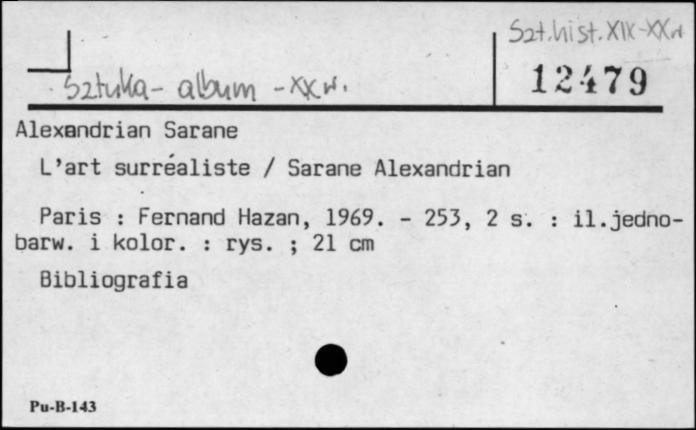 Szt.hist.XIX-XXw
12479
Sztuka- album -XXw.
Alexandrian Sarane
L'art surréaliste / Sarane Alexandrian
Paris : Fernand Hazan, 1969. - 253, 2 s. : il.jedno-
barw. i kolor. : rys. ; 21 cm
Bibliografia
Pu-B-143